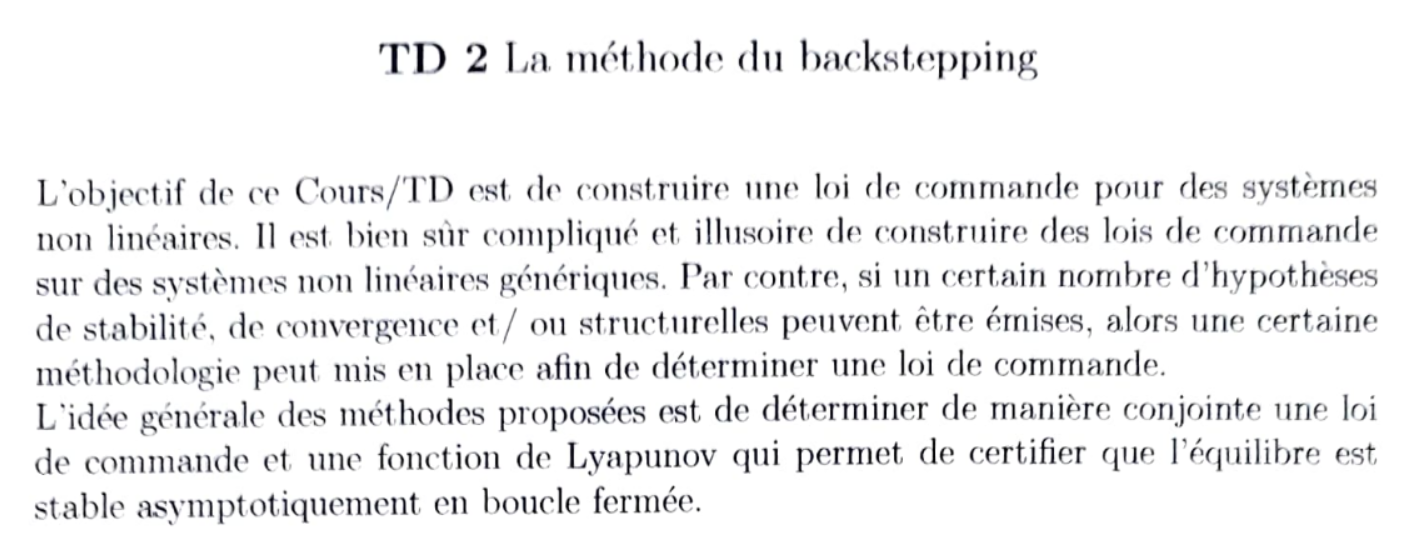 TD 2 La méthode du backstepping
L'objectif de ce Cours/TD est de construire une loi de commande pour des systèmes
non linéaires. Il est bien sûr compliqué et illusoire de construire des lois de commande
sur des systèmes non linéaires génériques. Par contre, si un certain nombre d'hypothèses
de stabilité, de convergence et/ ou structurelles peuvent être émises, alors une certaine
méthodologie peut mis en place afin de déterminer une loi de commande.
L'idée générale des méthodes proposées est de déterminer de manière conjointe une loi
de commande et une fonction de Lyapunov qui permet de certifier que l'équilibre est
stable asymptotiquement en boucle fermée.